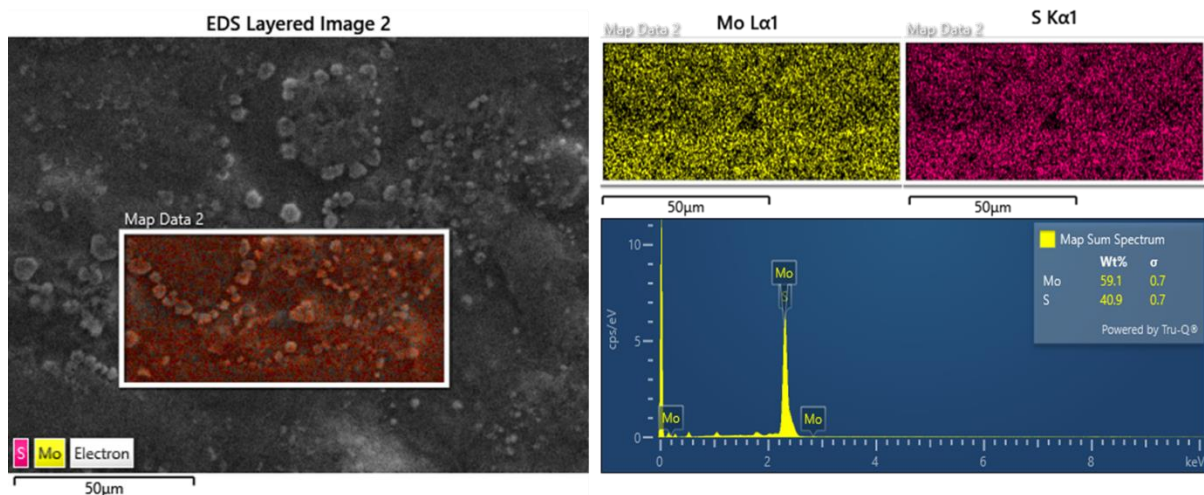 EDS Layered Image 2
Map Data 2
S Mo Electron
50μm
Mo Lα1
Map Data 2
50μm
S Kα1
Map Data 2
50μm
cps/eV
10
5
0
Mo
S
Mo
Mo
0 2 4 6 8 keV
Map Sum Spectrum
Wt% σ
Mo 59.1 0.7
S 40.9 0.7
Powered by Tru-Q®